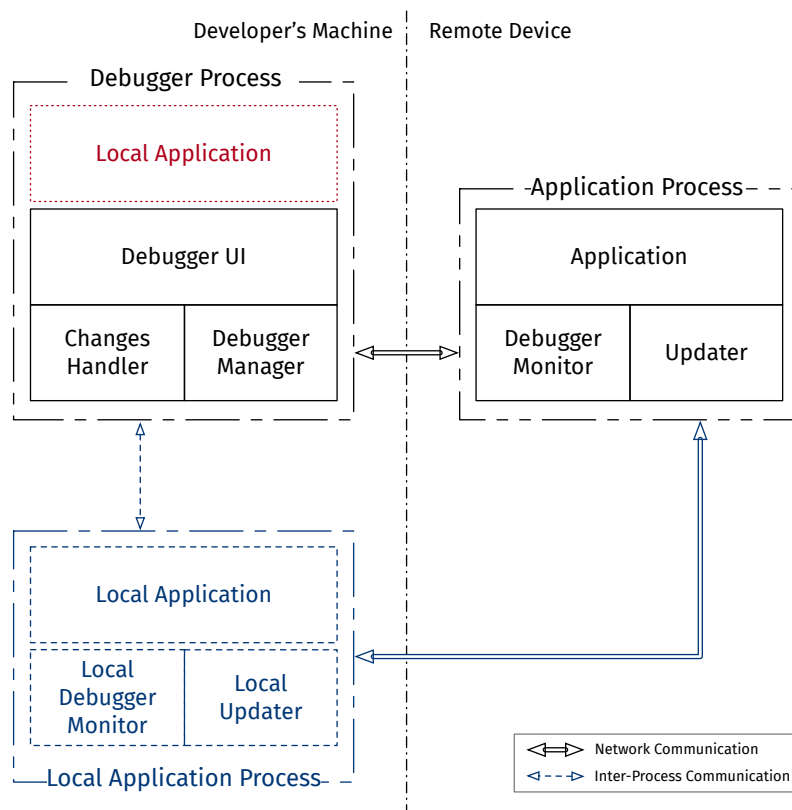 Developer’s Machine
Remote Device
Debugger Process
Local Application
Debugger UI
Changes
Handler
Debugger
Manager
Application Process
Application
Debugger
Monitor
Updater
Local Application
Local
Debugger
Monitor
Local
Updater
Local Application Process
Network Communication
Inter-Process Communication